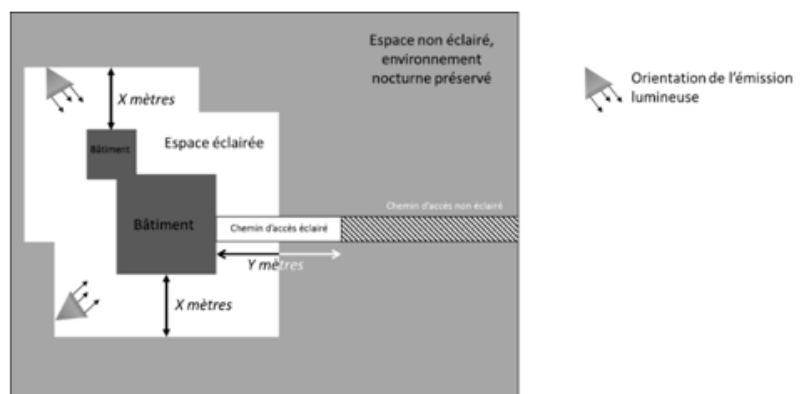 Espace non éclairé,
environnement
nocturne préservé
Orientation de l'émission
lumineuse
X mètres
Espace éclairée
Bâtiment
Chemin d'accès non éclairé
Bâtiment
Chemin d'accès éclairé
Y mètres
X mètres